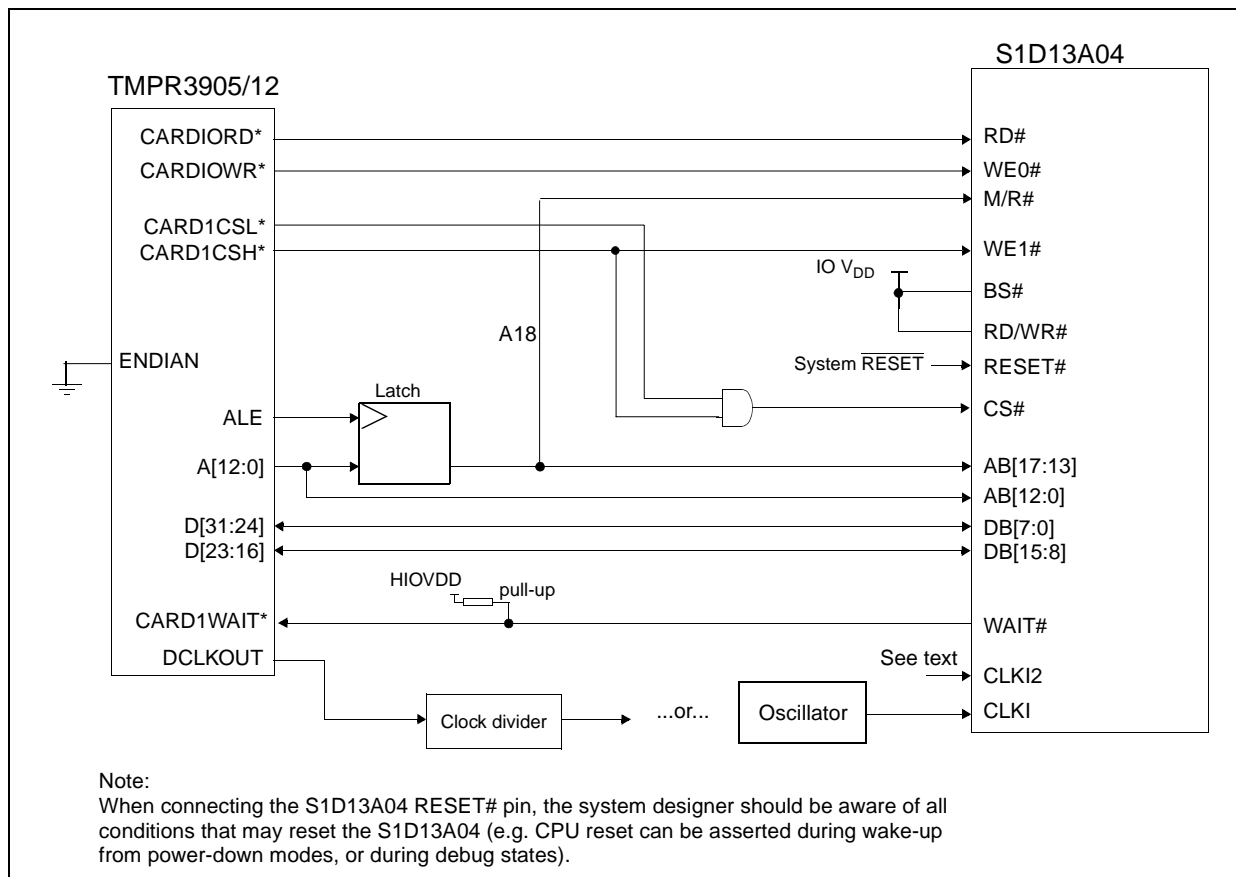 S1D13A04
TMPR3905/12
CARDIORD*
RD#
CARDIOWR*
WE0#
M/R#
CARD1CSL*
CARD1CSH*
WE1#
IO VDD
BS#
A18
RD/WR#
ENDIAN
System RESET
RESET#
Latch
ALE
CS#
A[12:0]
AB[17:13]
AB[12:0]
D[31:24]
DB[7:0]
D[23:16]
DB[15:8]
HIOVDD
pull-up
CARD1WAIT*
WAIT#
DCLKOUT
See text
CLKI2
Clock divider
...or...
Oscillator
CLKI
Note:
When connecting the S1D13A04 RESET# pin, the system designer should be aware of all
conditions that may reset the S1D13A04 (e.g. CPU reset can be asserted during wake-up
from power-down modes, or during debug states).